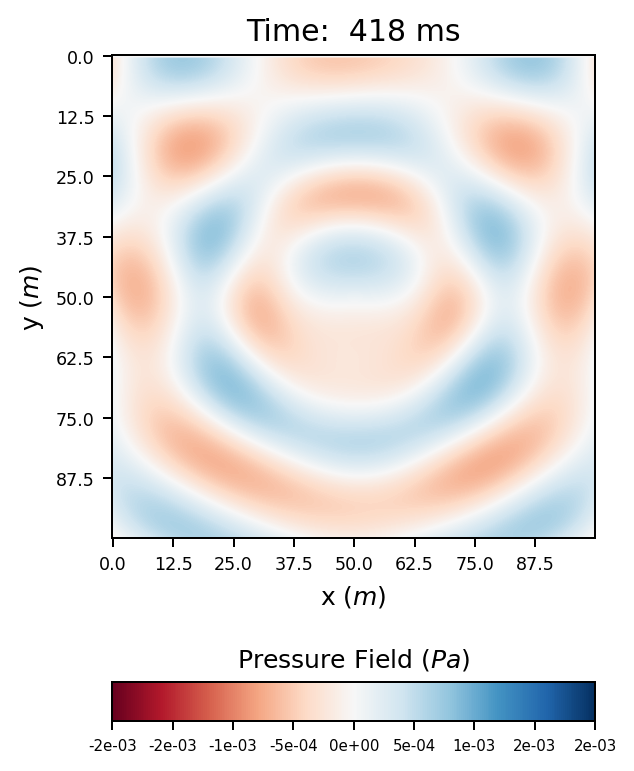 Time:  418 ms
0.0
12.5
25.0
37.5
50.0
62.5
75.0
87.5
y (m)
0.0 12.5 25.0 37.5 50.0 62.5 75.0 87.5
x (m)
Pressure Field (Pa)
-2e-03 -2e-03 -1e-03 -5e-04 0e+00 5e-04 1e-03 2e-03 2e-03